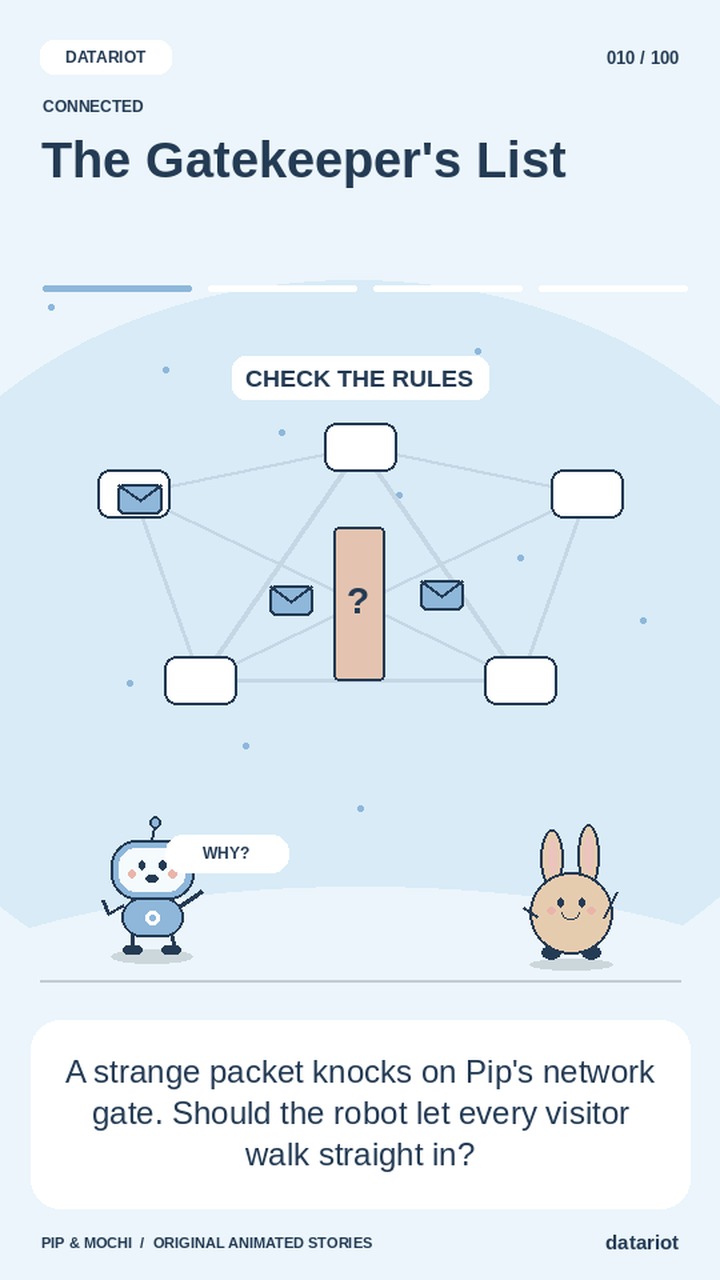 DATARIOT
010 / 100
CONNECTED
The Gatekeeper's List
CHECK THE RULES
?
WHY?
A strange packet knocks on Pip's network
gate. Should the robot let every visitor
walk straight in?
PIP & MOCHI / ORIGINAL ANIMATED STORIES
datariot